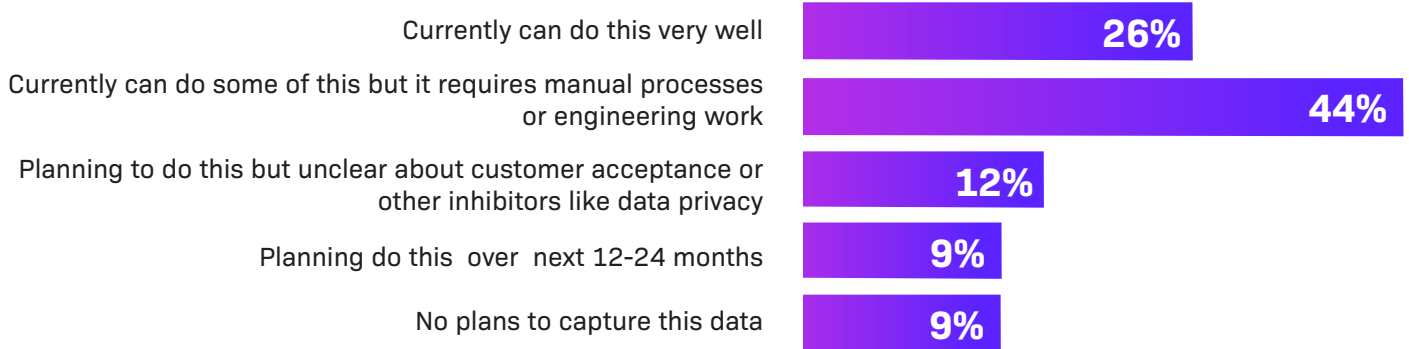 Currently can do this very well
26%
Currently can do some of this but it requires manual processes
or engineering work
44%
Planning to do this but unclear about customer acceptance or
other inhibitors like data privacy
12%
Planning do this  over  next 12-24 months
9%
No plans to capture this data
9%